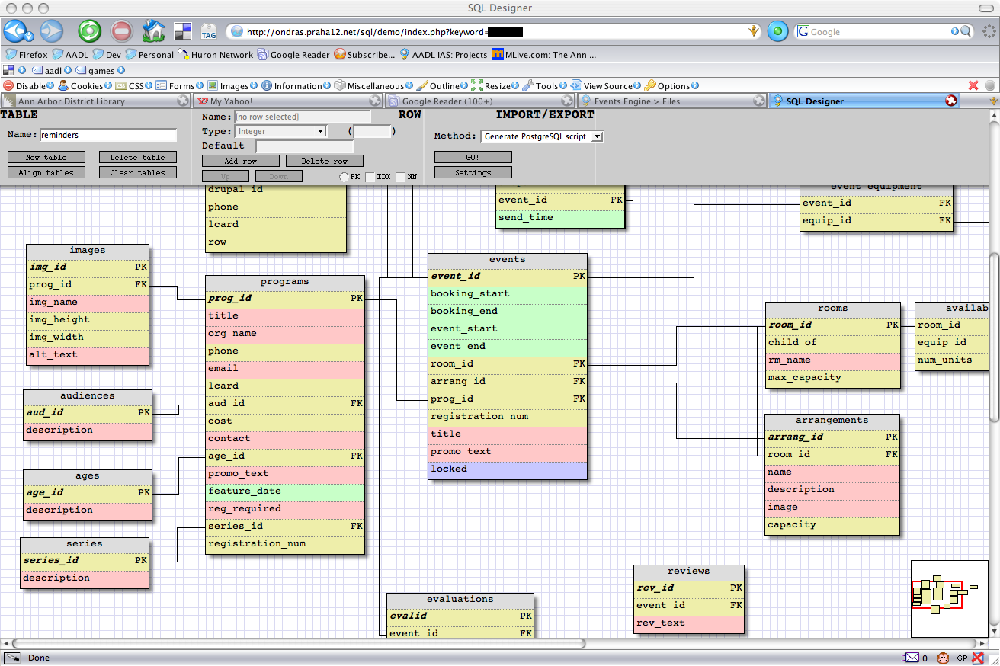 SQL Designer
TAG
http://ondras.praha12.net/sql/demo/index.php?keyword=
G Google
Firefox AADL Dev Personal Huron Network Google Reader Subscribe... AADL IAS: Projects MLive.com: The Ann ...
aadl games
Disable Cookies CSS Forms Images Information Miscellaneous Outline Resize Tools View Source Options
Ann Arbor District Library My Yahoo! Google Reader (100+) Events Engine > Files SQL Designer
TABLE
Name: reminders
New table Delete table
Align tables Clear tables
ROW
Name: [no row selected]
Type: Integer ( )
Default
Add row Delete row
Up Down PK IDX NN
IMPORT/EXPORT
Method: Generate PostgreSQL script
GO!
Settings
drupal_id
phone
lcard
row
event_id FK
send_time
event_equipment
event_id FK
equip_id FK
images
img_id PK
prog_id FK
img_name
img_height
img_width
alt_text
audiences
aud_id PK
description
ages
age_id PK
description
series
series_id PK
description
programs
prog_id PK
title
org_name
phone
email
lcard
aud_id FK
cost
contact
age_id FK
promo_text
feature_date
reg_required
series_id FK
registration_num
events
event_id PK
booking_start
booking_end
event_start
event_end
room_id FK
arrang_id FK
prog_id FK
registration_num
title
promo_text
locked
rooms
room_id PK
child_of
rm_name
max_capacity
availab
room_id
equip_id
num_units
arrangements
arrang_id PK
room_id FK
name
description
image
capacity
evaluations
evalid PK
event_id FK
reviews
rev_id PK
event_id FK
rev_text
Done
0 GP